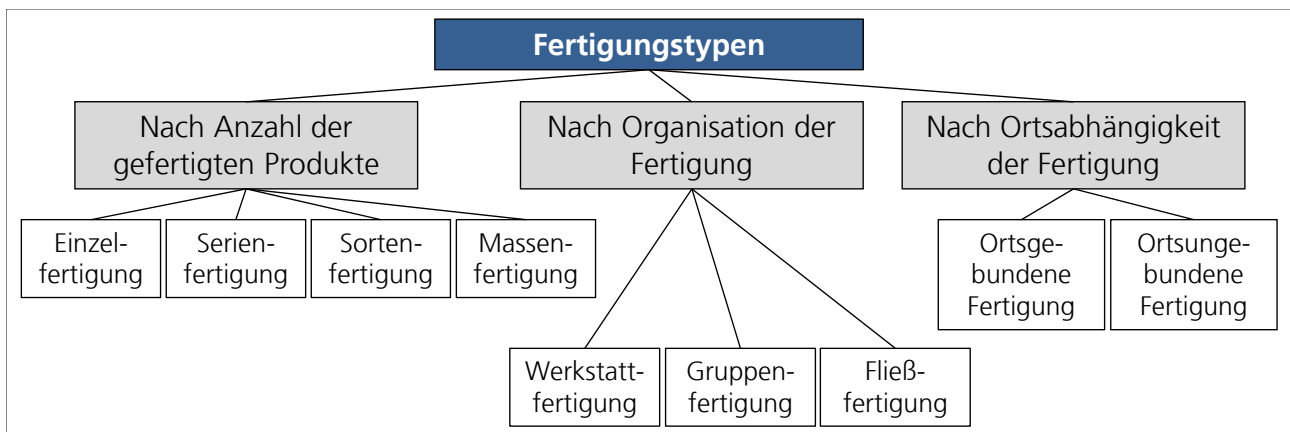 Fertigungstypen
Nach Anzahl der
gefertigten Produkte
Nach Organisation der
Fertigung
Nach Ortsabhängigkeit
der Fertigung
Einzel-
fertigung
Serien-
fertigung
Sorten-
fertigung
Massen-
fertigung
Ortsge-
bundene
Fertigung
Ortsunge-
bundene
Fertigung
Werkstatt-
fertigung
Gruppen-
fertigung
Fließ-
fertigung